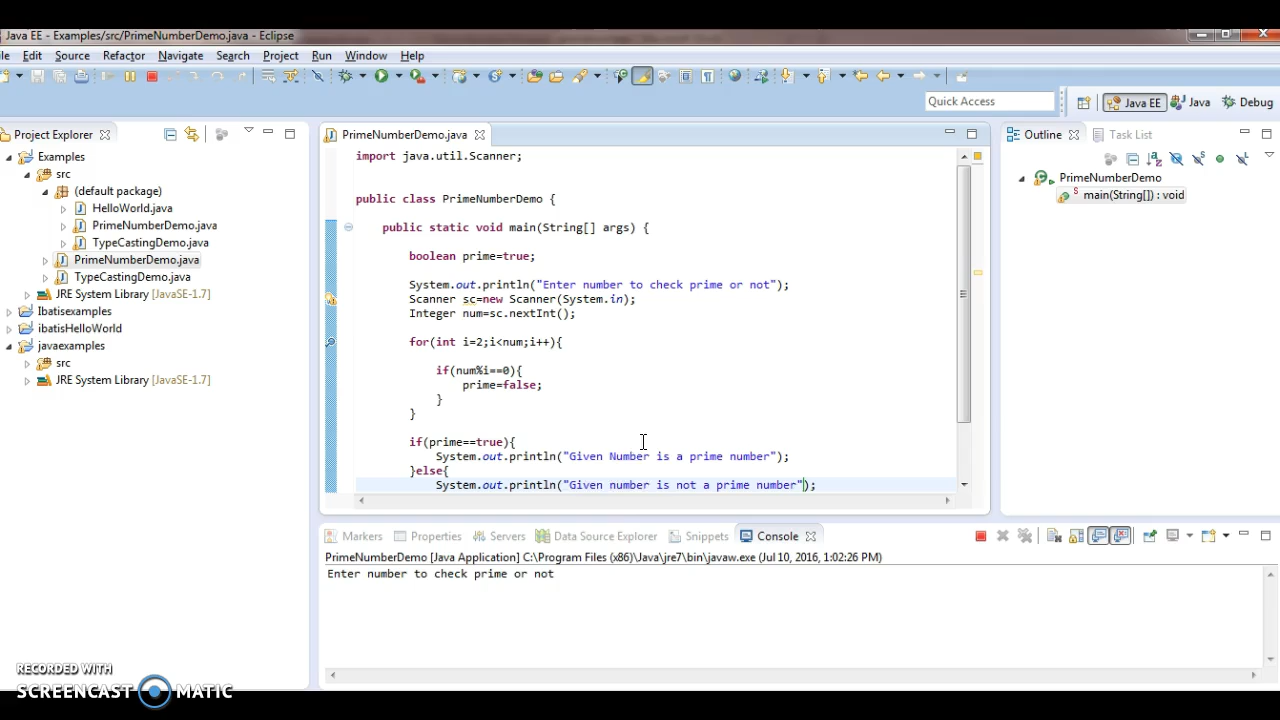 Java EE - Examples/src/PrimeNumberDemo.java - Eclipse
ile Edit Source Refactor Navigate Search Project Run Window Help
Quick Access
Java EE Java Debug
Project Explorer
Examples
src
(default package)
HelloWorld.java
PrimeNumberDemo.java
TypeCastingDemo.java
PrimeNumberDemo.java
TypeCastingDemo.java
JRE System Library [JavaSE-1.7]
Ibatisexamples
ibatisHelloWorld
javaexamples
src
JRE System Library [JavaSE-1.7]
PrimeNumberDemo.java
import java.util.Scanner;
public class PrimeNumberDemo {
public static void main(String[] args) {
boolean prime=true;
System.out.println("Enter number to check prime or not");
Scanner sc=new Scanner(System.in);
Integer num=sc.nextInt();
for(int i=2;i<num;i++){
if(num%i==0){
prime=false;
}
}
if(prime==true){
System.out.println("Given Number is a prime number");
}else{
System.out.println("Given number is not a prime number");
Outline Task List
PrimeNumberDemo
S main(String[]) : void
Markers Properties Servers Data Source Explorer Snippets Console
PrimeNumberDemo [Java Application] C:\Program Files (x86)\Java\jre7\bin\javaw.exe (Jul 10, 2016, 1:02:26 PM)
Enter number to check prime or not
RECORDED WITH
SCREENCAST MATIC